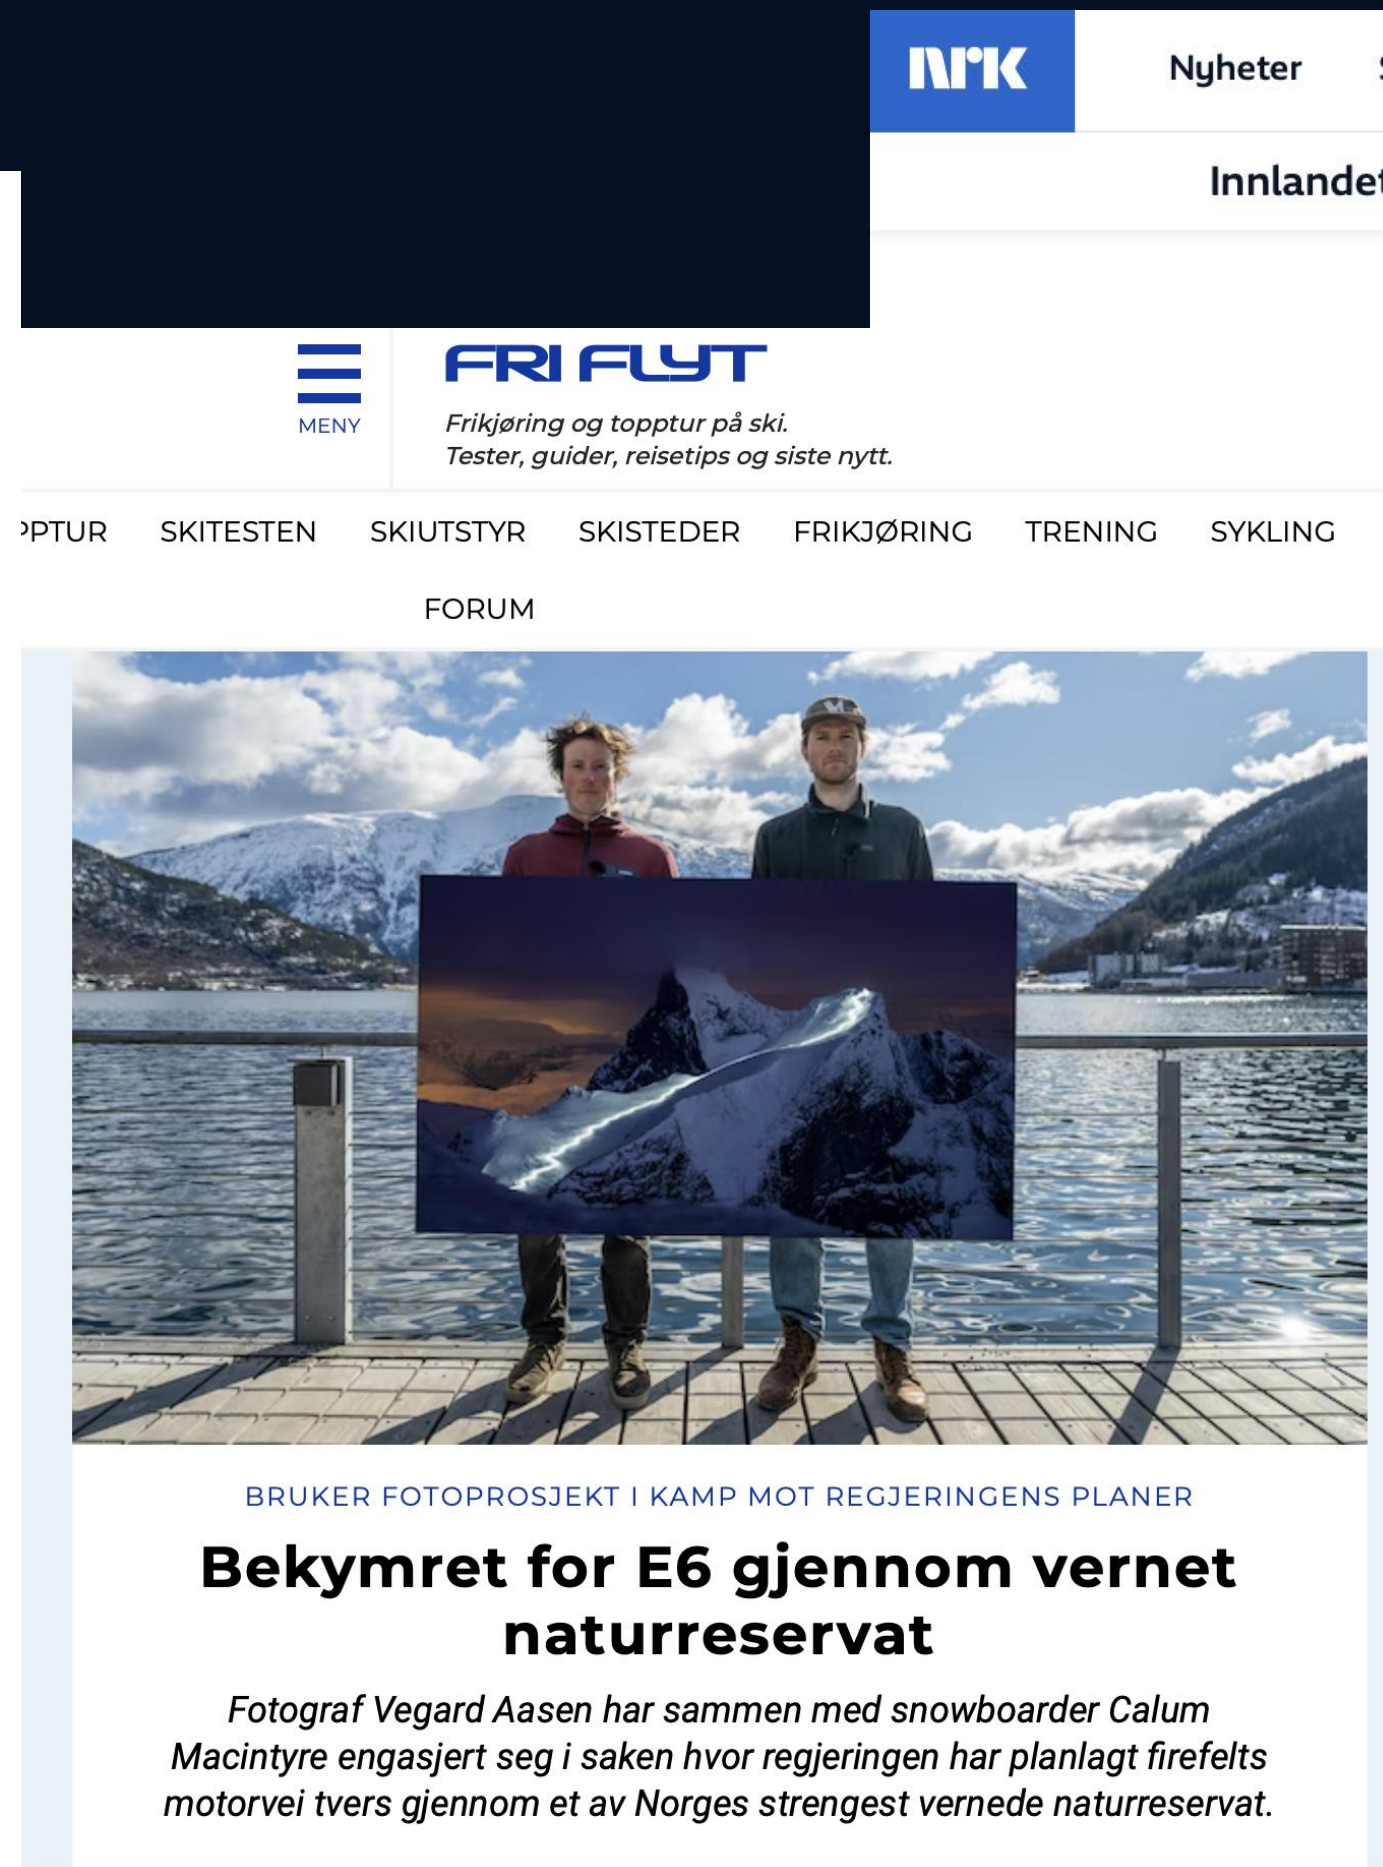 nrk
Nyheter
Innlandet
MENY
FRI FLYT
Frikjøring og topptur på ski.
Tester, guider, reisetips og siste nytt.
PPTUR SKITESTEN SKIUTSTYR SKISTEDER FRIKJØRING TRENING SYKLING
FORUM
BRUKER FOTOPROSJEKT I KAMP MOT REGJERINGENS PLANER
Bekymret for E6 gjennom vernet
naturreservat
Fotograf Vegard Aasen har sammen med snowboarder Calum
Macintyre engasjert seg i saken hvor regjeringen har planlagt firefelts
motorvei tvers gjennom et av Norges strengest vernede naturreservat.